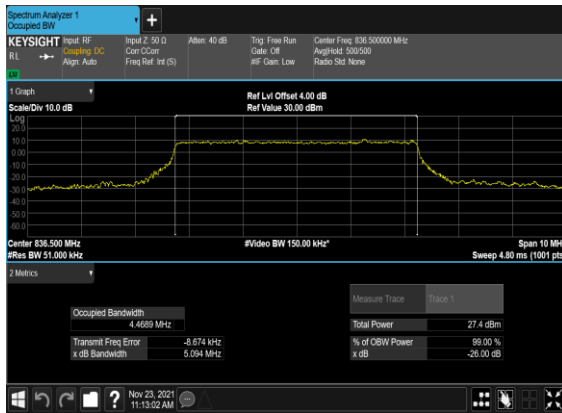 Spectrum Analyzer 1
Occupied BW
KEYSIGHT Input: RF Input Z: 50 Ω Atten: 40 dB Trig: Free Run Center Freq: 836.500000 MHz
RL Coupling: DC Corr CCorr Gate: Off Avg|Hold: 500/500
Align: Auto Freq Ref: Int (S) #IF Gain: Low Radio Std: None
1 Graph Ref Lvl Offset 4.00 dB
Scale/Div 10.0 dB Ref Value 30.00 dBm
Log
20.0
10.0
0.00
-10.0
-20.0
-30.0
-40.0
-50.0
-60.0
Center 836.500 MHz #Video BW 150.00 kHz* Span 10 MH
#Res BW 51.000 kHz Sweep 4.80 ms (1001 pts
2 Metrics
Measure Trace Trace 1
Occupied Bandwidth
4.4689 MHz Total Power 27.4 dBm
Transmit Freq Error -8.674 kHz % of OBW Power 99.00 %
x dB Bandwidth 5.094 MHz x dB -26.00 dB
Nov 23, 2021
11:13:02 AM